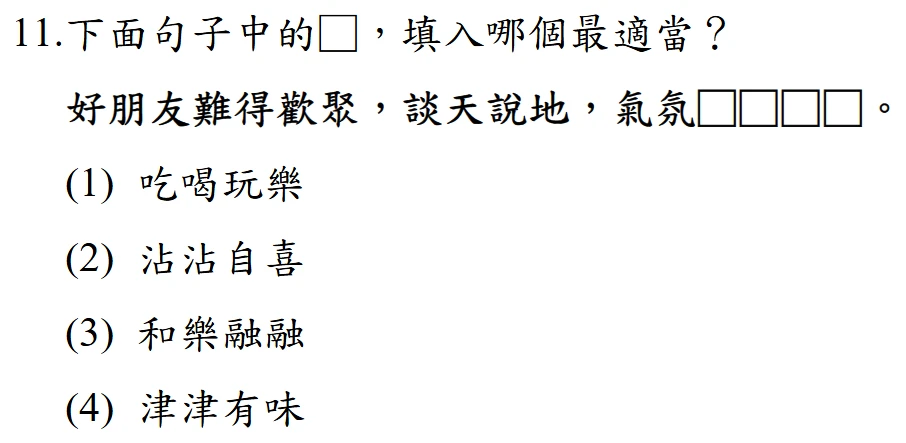 11.下面句子中的□，填入哪個最適當？
好朋友難得歡聚，談天說地，氣氛□□□□。
(1) 吃喝玩樂
(2) 沾沾自喜
(3) 和樂融融
(4) 津津有味